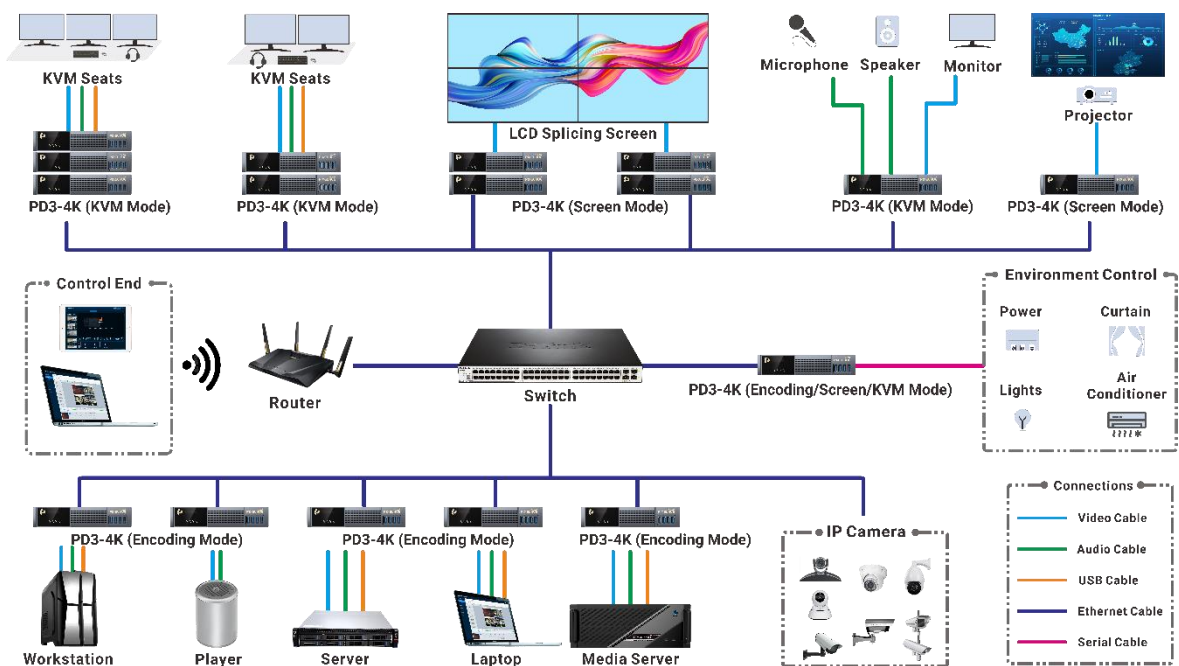 KVM Seats
KVM Seats
LCD Splicing Screen
Microphone
Speaker
Monitor
Projector
PD3-4K (KVM Mode)
PD3-4K (KVM Mode)
PD3-4K (Screen Mode)
PD3-4K (KVM Mode)
PD3-4K (Screen Mode)
Control End
Router
Switch
PD3-4K (Encoding/Screen/KVM Mode)
Environment Control
Power
Curtain
Lights
Air
Conditioner
PD3-4K (Encoding Mode)
PD3-4K (Encoding Mode)
PD3-4K (Encoding Mode)
Workstation
Player
Server
Laptop
Media Server
IP Camera
Connections
Video Cable
Audio Cable
USB Cable
Ethernet Cable
Serial Cable